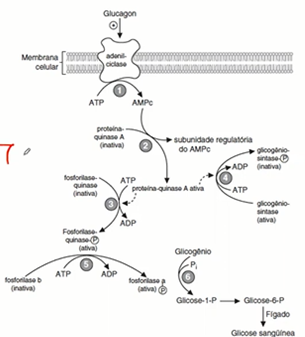 Glucagon
+
Membrana
celular
adenil-
ciclase
1
ATP
AMPc
proteína-
quinase A
(inativa)
2
subunidade regulatória
do AMPc
7
glicogênio-
sintase-P
(inativa)
fosforilase-
quinase
(inativa)
ATP
proteína-quinase A ativa
ADP
4
ATP
3
ADP
glicogênio-
sintase
(ativa)
Fosforilase-
quinase-P
(ativa)
Glicogênio
5
ATP
ADP
Pi
6
fosforilase b
(inativa)
fosforilase a
(ativa) P
Glicose-1-P
Glicose-6-P
Fígado
Glicose sangüínea